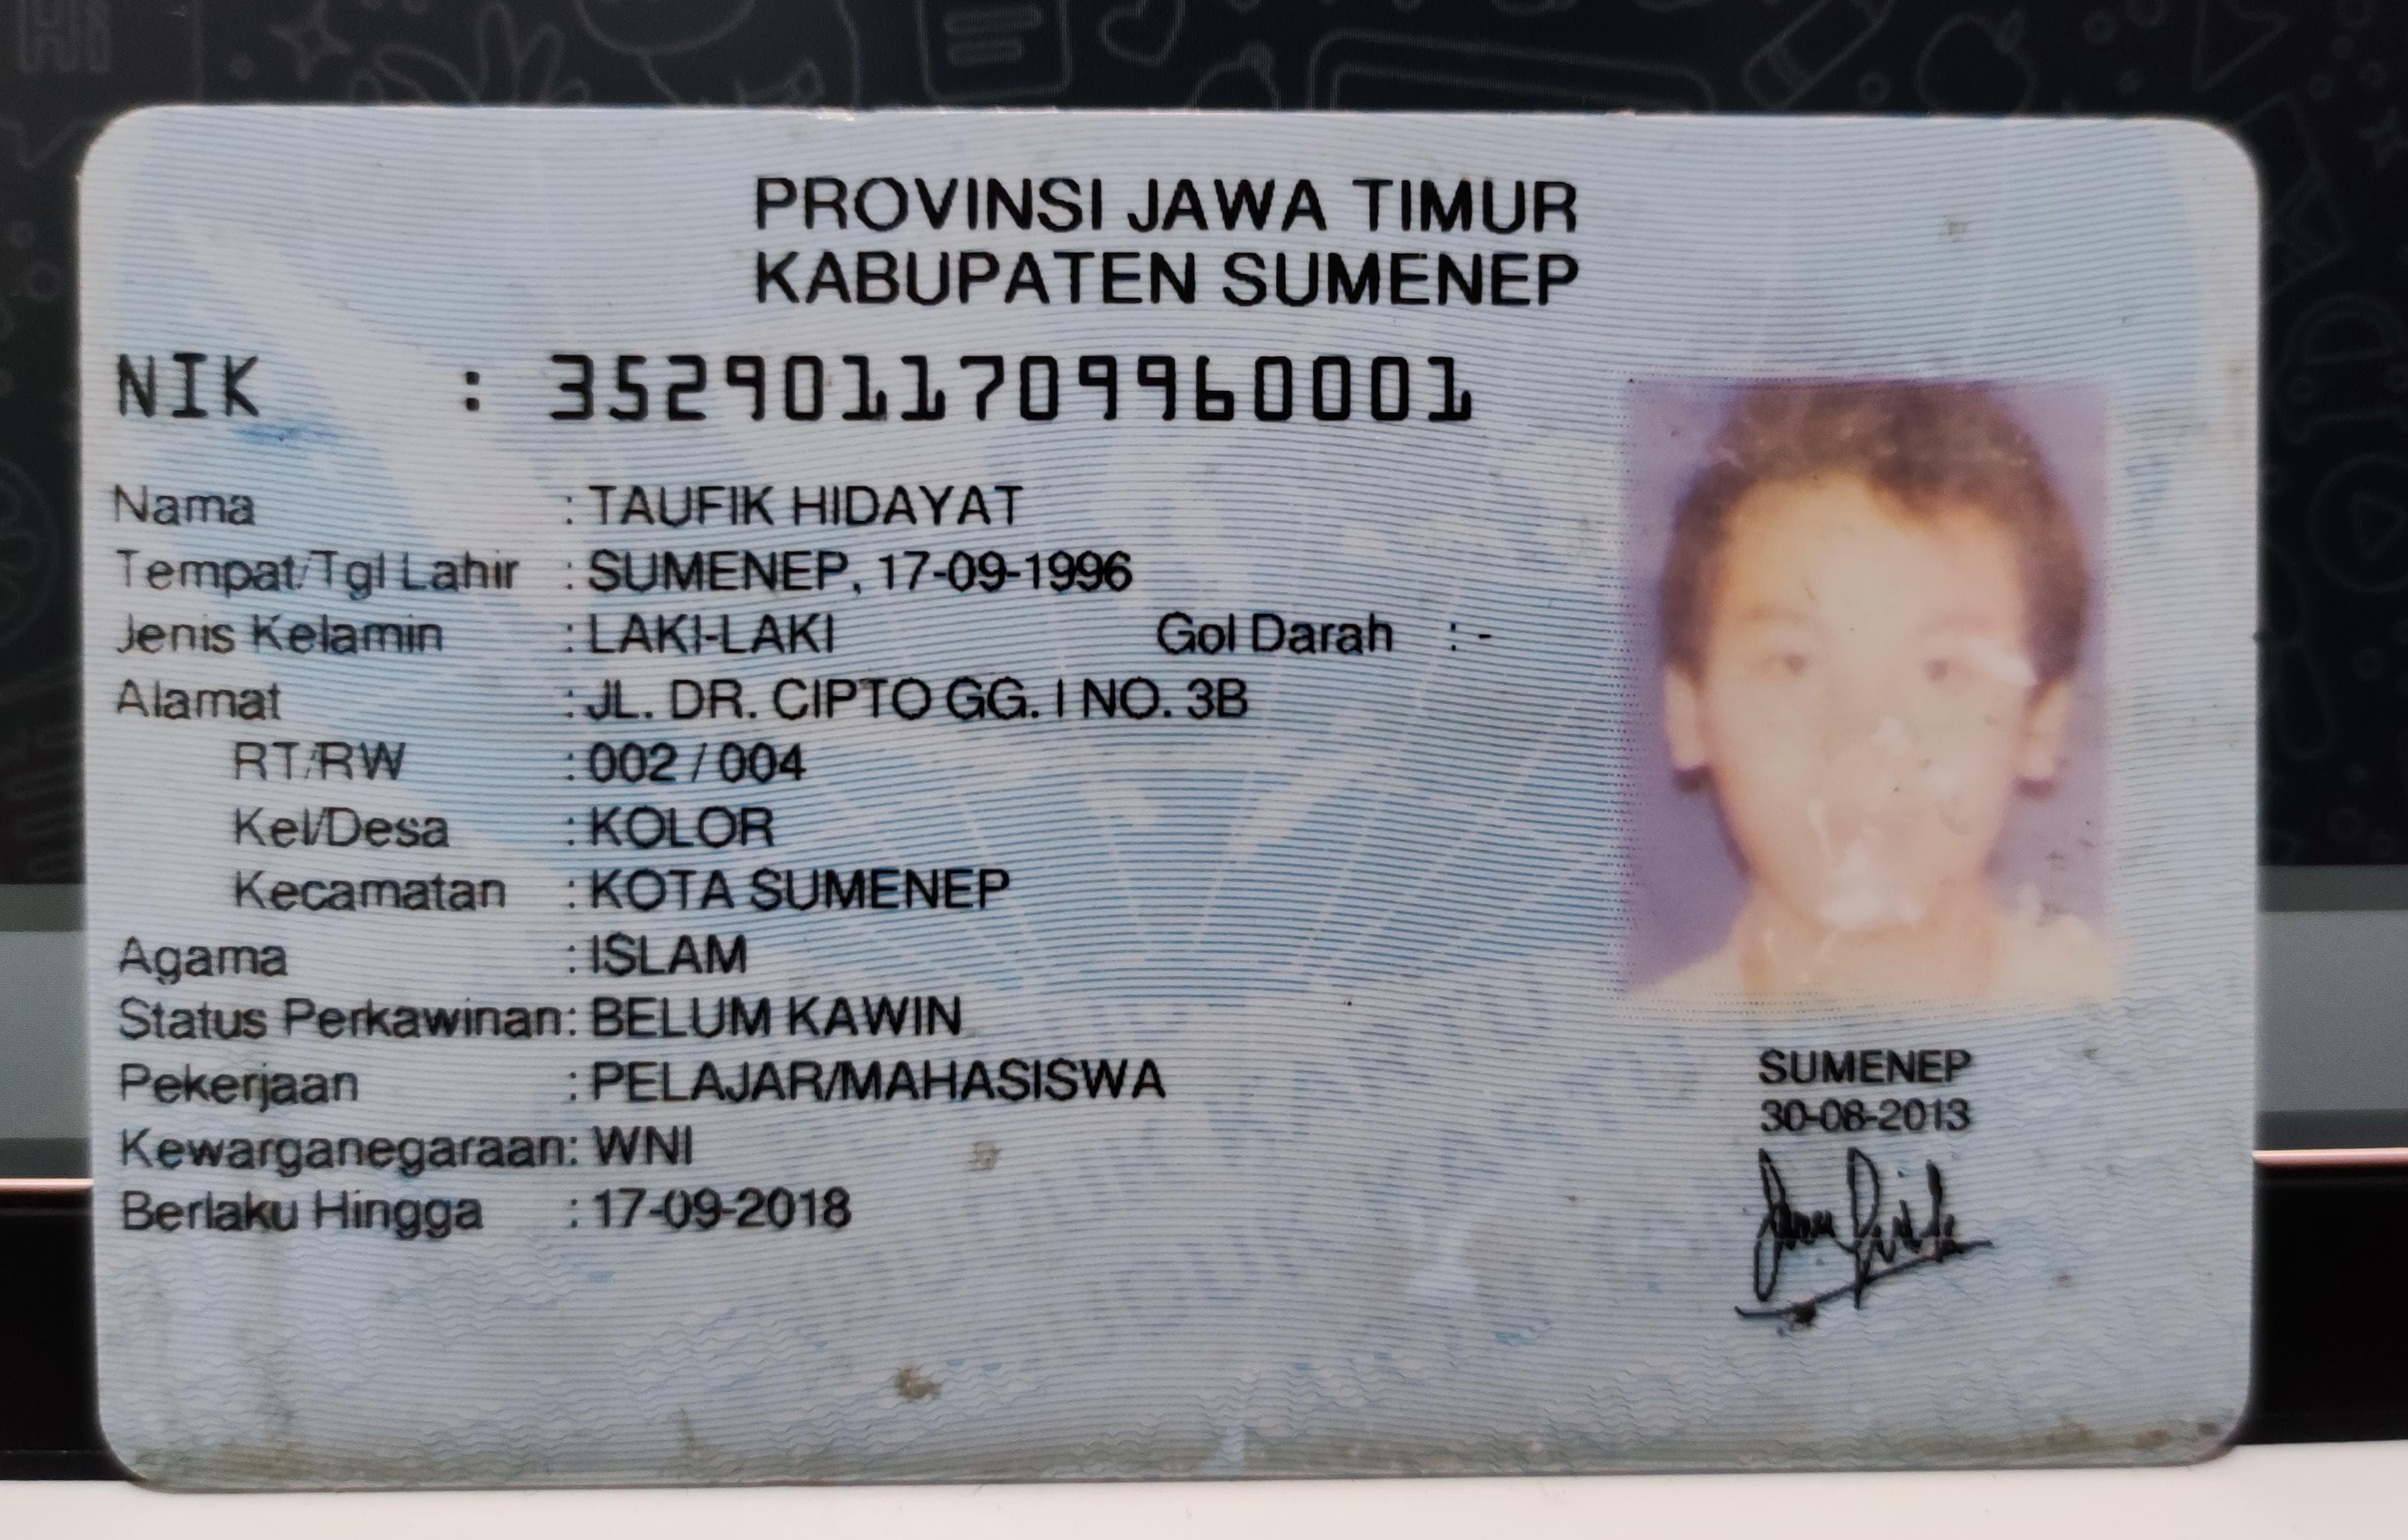 PROVINSI JAWA TIMUR
KABUPATEN SUMENEP
NIK : 3529011709960001
Nama : TAUFIK HIDAYAT
Tempat/Tgl Lahir : SUMENEP, 17-09-1996
Jenis Kelamin : LAKI-LAKI Gol Darah : -
Alamat : JL. DR. CIPTO GG. I NO. 3B
RT/RW : 002 / 004
Kel/Desa : KOLOR
Kecamatan : KOTA SUMENEP
Agama : ISLAM
Status Perkawinan : BELUM KAWIN
Pekerjaan : PELAJAR/MAHASISWA
Kewarganegaraan : WNI
Berlaku Hingga : 17-09-2018
SUMENEP
30-08-2013